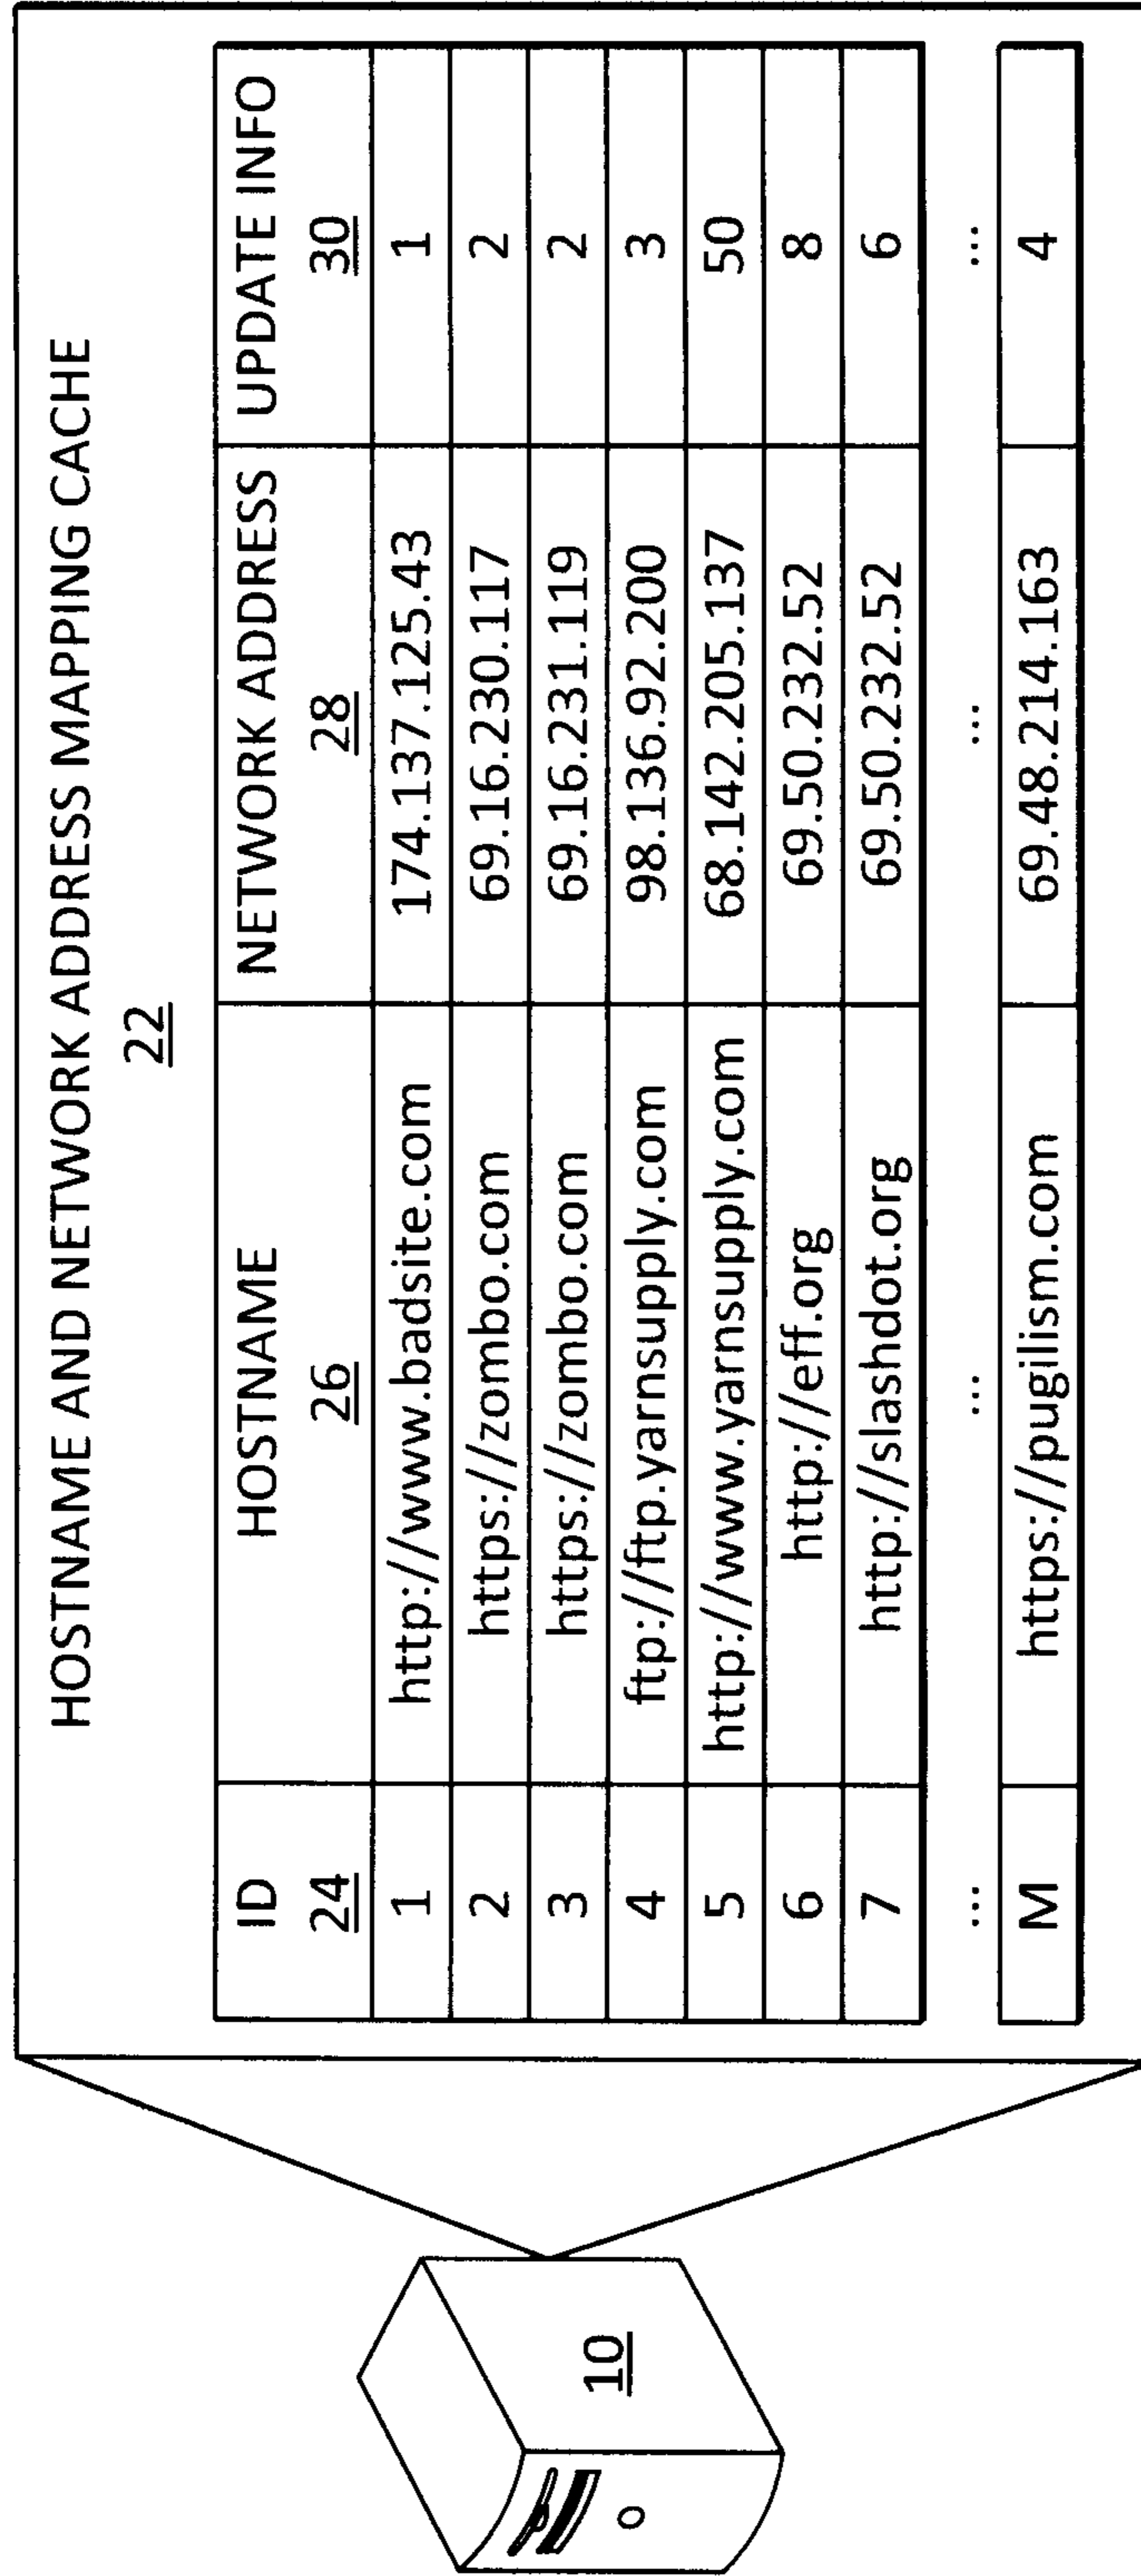 HOSTNAME AND NETWORK ADDRESS MAPPING CACHE
22
ID HOSTNAME NETWORK ADDRESS UPDATE INFO
24 26 28 30
1 http://www.badsite.com 174.137.125.43 1
2 https://zombo.com 69.16.230.117 2
3 https://zombo.com 69.16.231.119 2
4 ftp://ftp.yarnsupply.com 98.136.92.200 3
5 http://www.yarnsupply.com 68.142.205.137 50
6 http://eff.org 69.50.232.52 8
7 http://slashdot.org 69.50.232.52 6
... ... ... ...
M https://pugilism.com 69.48.214.163 4
10